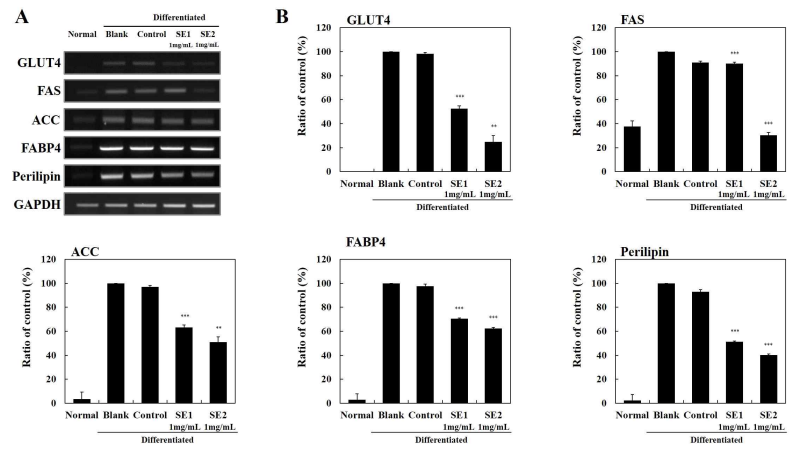 A
Differentiated
Normal Blank Control SE1 SE2
1mg/mL 1mg/mL
GLUT4
FAS
ACC
FABP4
Perilipin
GAPDH
B
GLUT4
Ratio of control (%)
120
100
80
60
40
20
0
***
**
Normal Blank Control SE1 SE2
1mg/mL 1mg/mL
Differentiated
FAS
Ratio of control (%)
120
100
80
60
40
20
0
***
***
Normal Blank Control SE1 SE2
1mg/mL 1mg/mL
Differentiated
ACC
Ratio of control (%)
120
100
80
60
40
20
0
***
**
Normal Blank Control SE1 SE2
1mg/mL 1mg/mL
Differentiated
FABP4
Ratio of control (%)
120
100
80
60
40
20
0
***
***
Normal Blank Control SE1 SE2
1mg/mL 1mg/mL
Differentiated
Perilipin
Ratio of control (%)
120
100
80
60
40
20
0
***
***
Normal Blank Control SE1 SE2
1mg/mL 1mg/mL
Differentiated